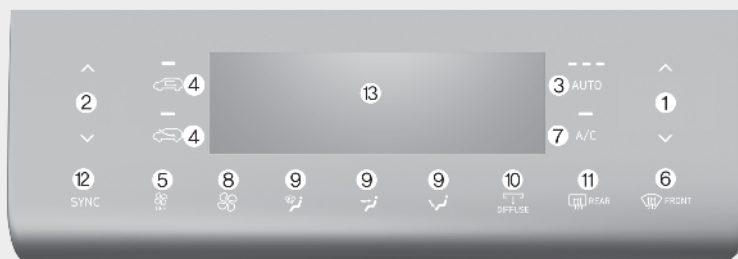 ② ④ ⑬ ③ AUTO ①
④ ⑦ A/C
⑫ ⑤ ⑧ ⑨ ⑨ ⑨ ⑩ ⑪ ⑥
SYNC OFF DIFFUSE REAR FRONT